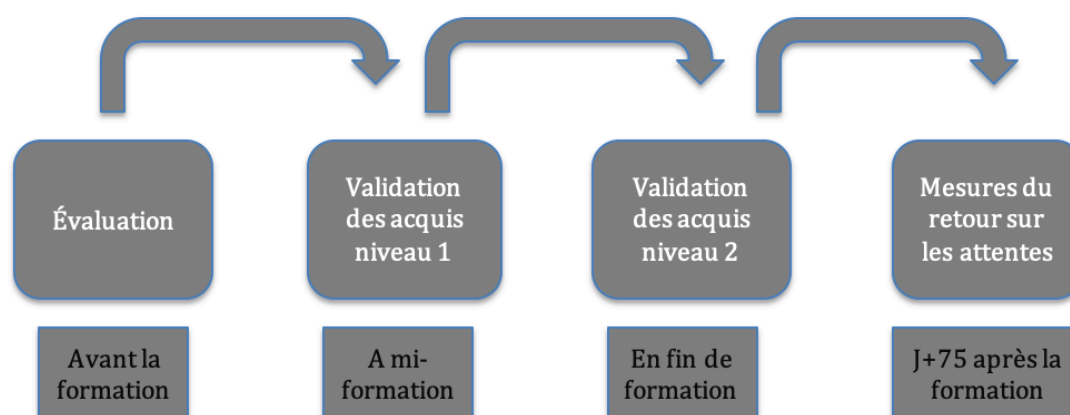 Évaluation
Validation
des acquis
niveau 1
Validation
des acquis
niveau 2
Mesures du
retour sur
les attentes
Avant la
formation
A mi-
formation
En fin de
formation
J+75 après la
formation